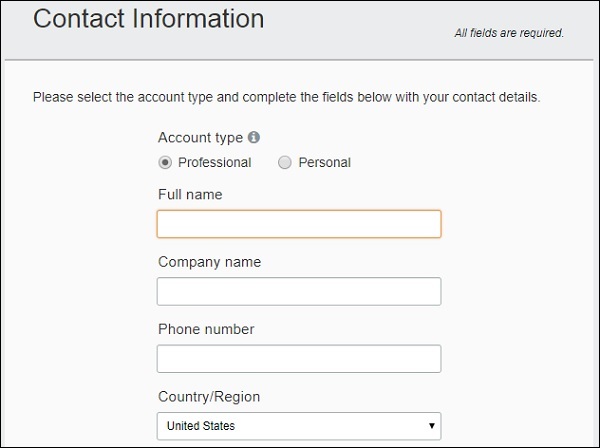 Contact Information
All fields are required.
Please select the account type and complete the fields below with your contact details.
Account type
Professional Personal
Full name
Company name
Phone number
Country/Region
United States